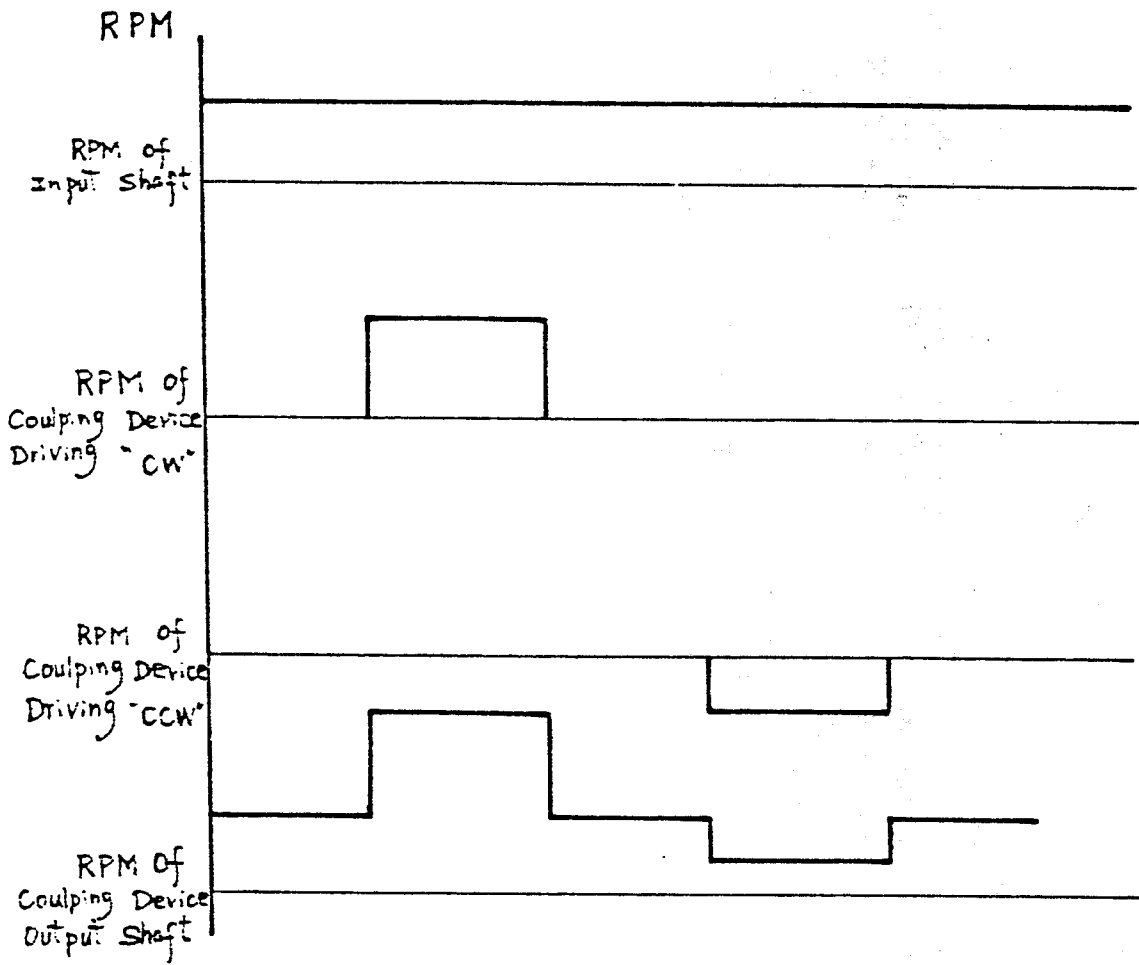 RPM
RPM of
Input Shaft
RPM of
Coulping Device
Driving "CW"
RPM of
Coulping Device
Driving "CCW"
RPM Of
Coulping Device
Output Shaft